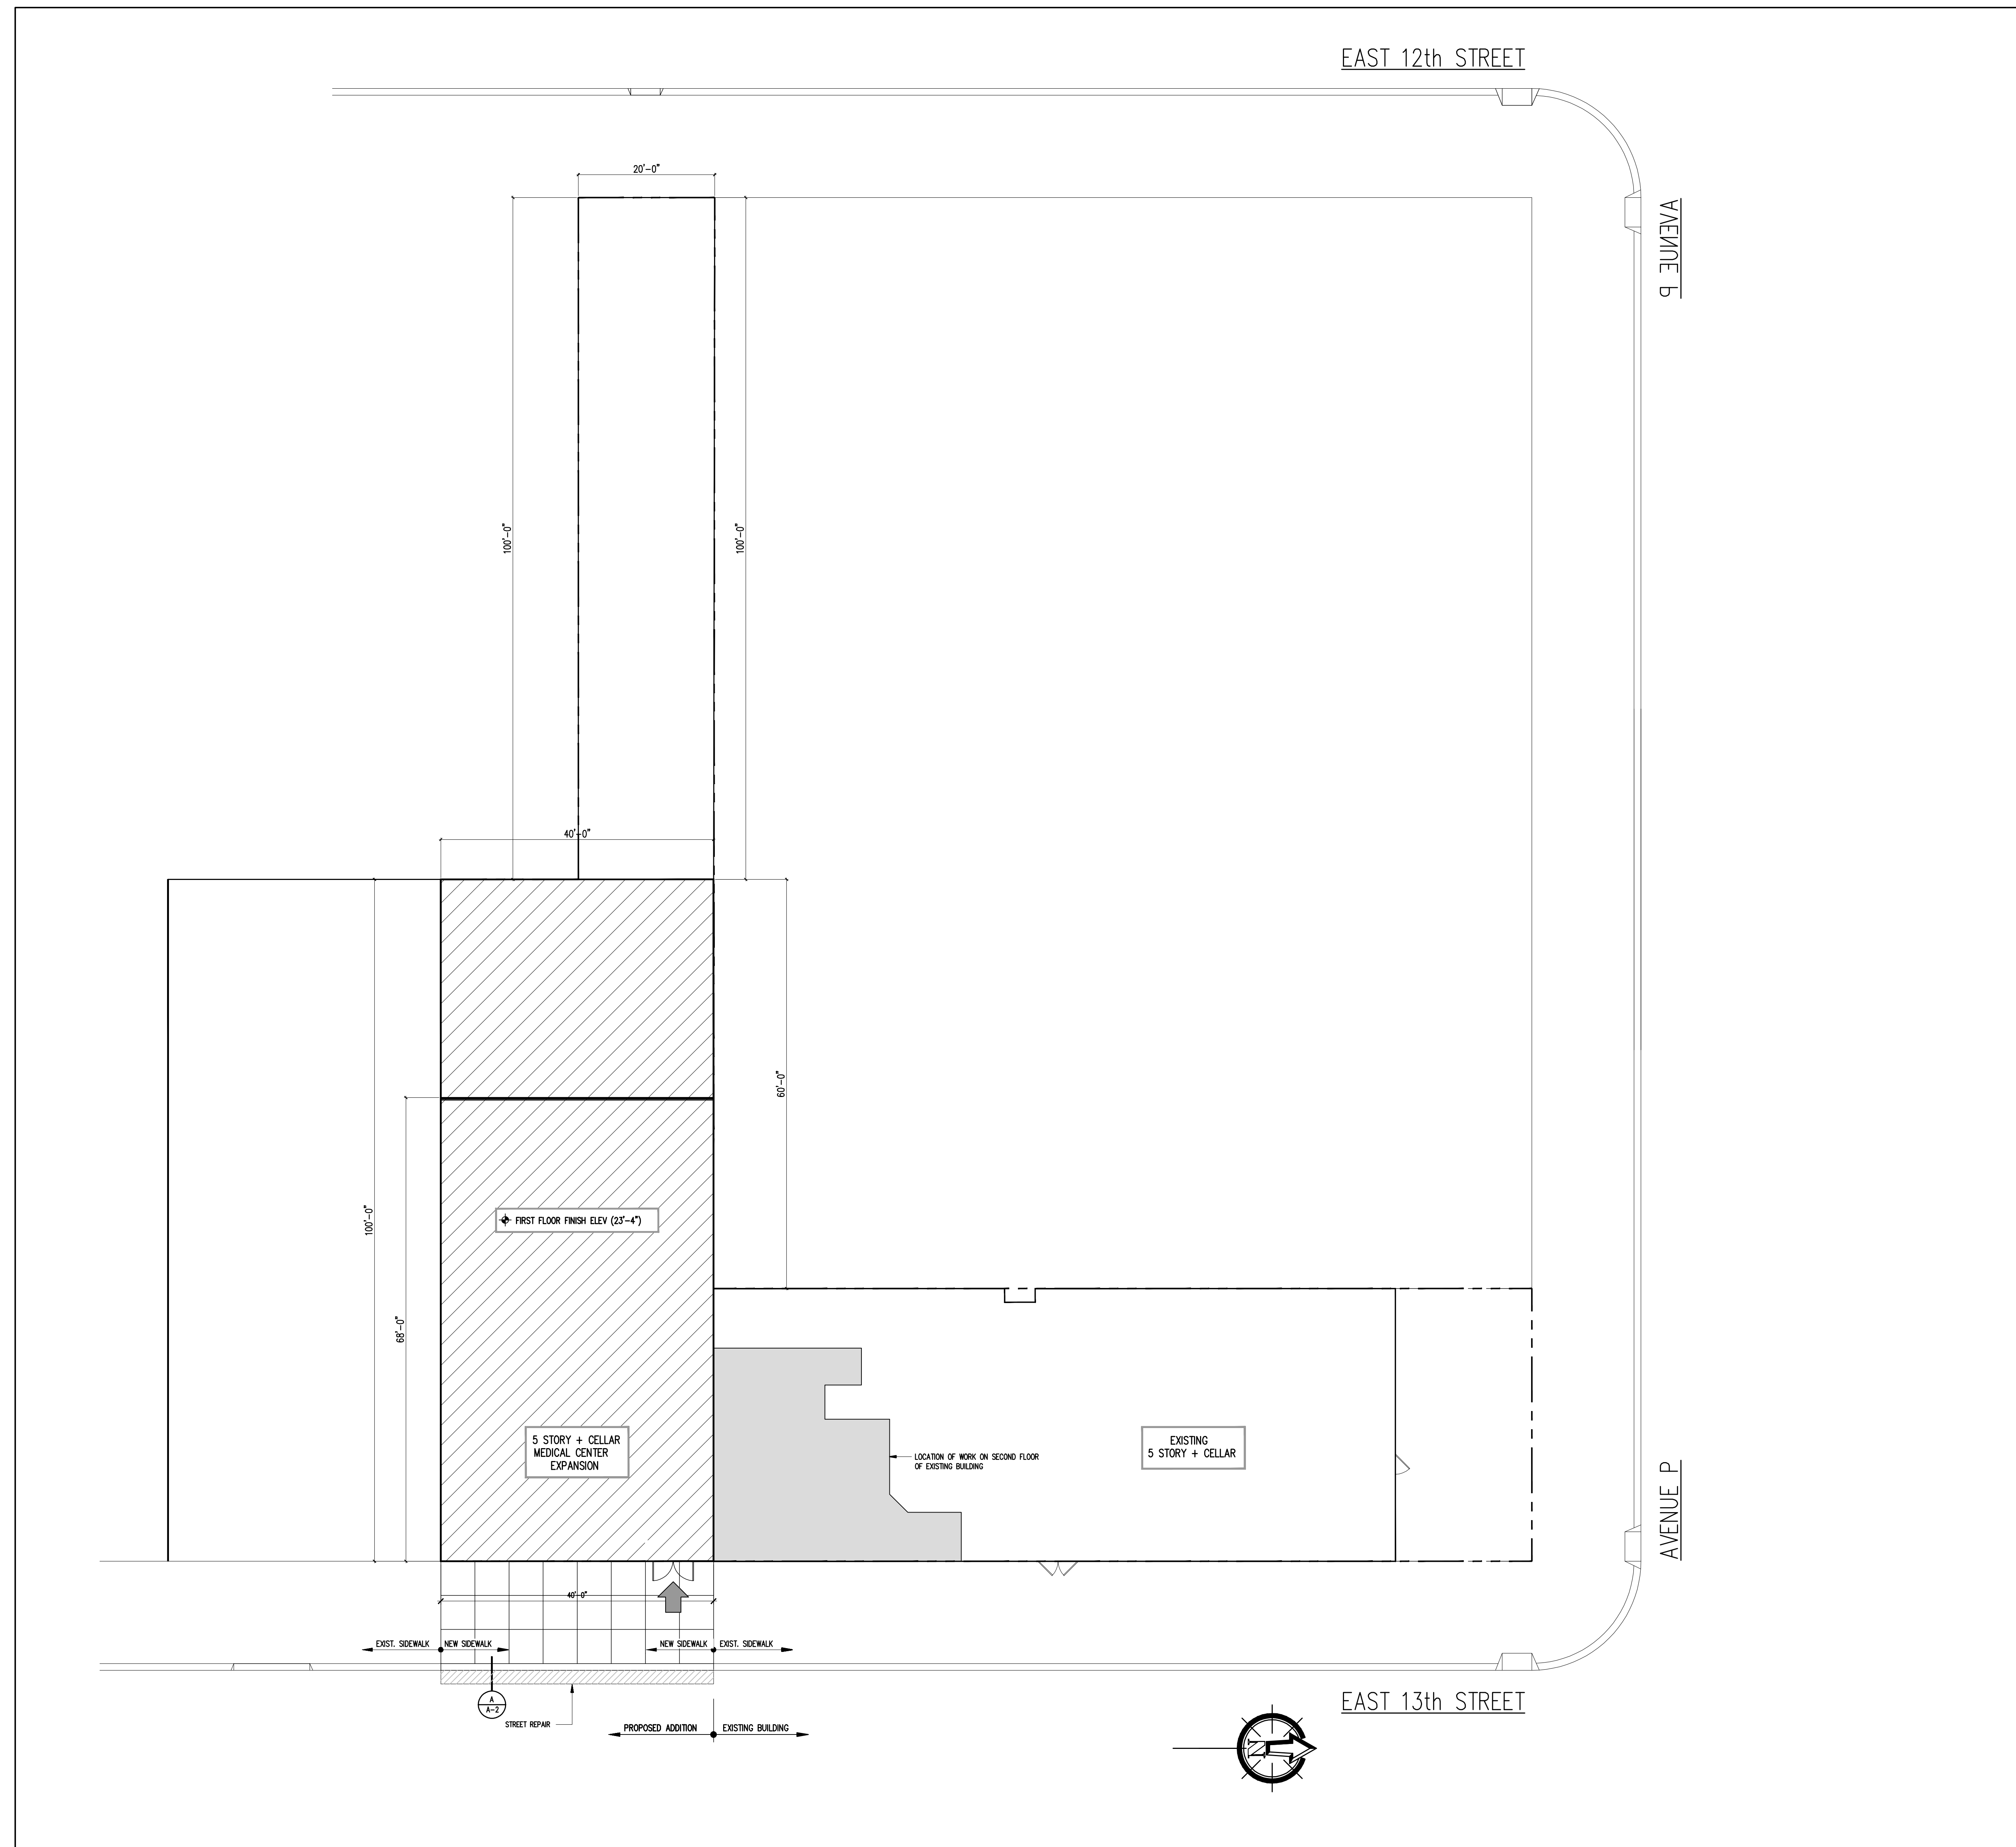 EAST 12th STREET
20'-0"
AVENUE P
100'-0"
100'-0"
40'-0"
60'-0"
100'-0"
FIRST FLOOR FINISH ELEV (23'-4")
68'-0"
5 STORY + CELLAR
MEDICAL CENTER
EXPANSION
LOCATION OF WORK ON SECOND FLOOR
OF EXISTING BUILDING
EXISTING
5 STORY + CELLAR
AVENUE P
40'-0"
EXIST. SIDEWALK
NEW SIDEWALK
NEW SIDEWALK
EXIST. SIDEWALK
A
A-2
STREET REPAIR
PROPOSED ADDITION
EXISTING BUILDING
EAST 13th STREET
N